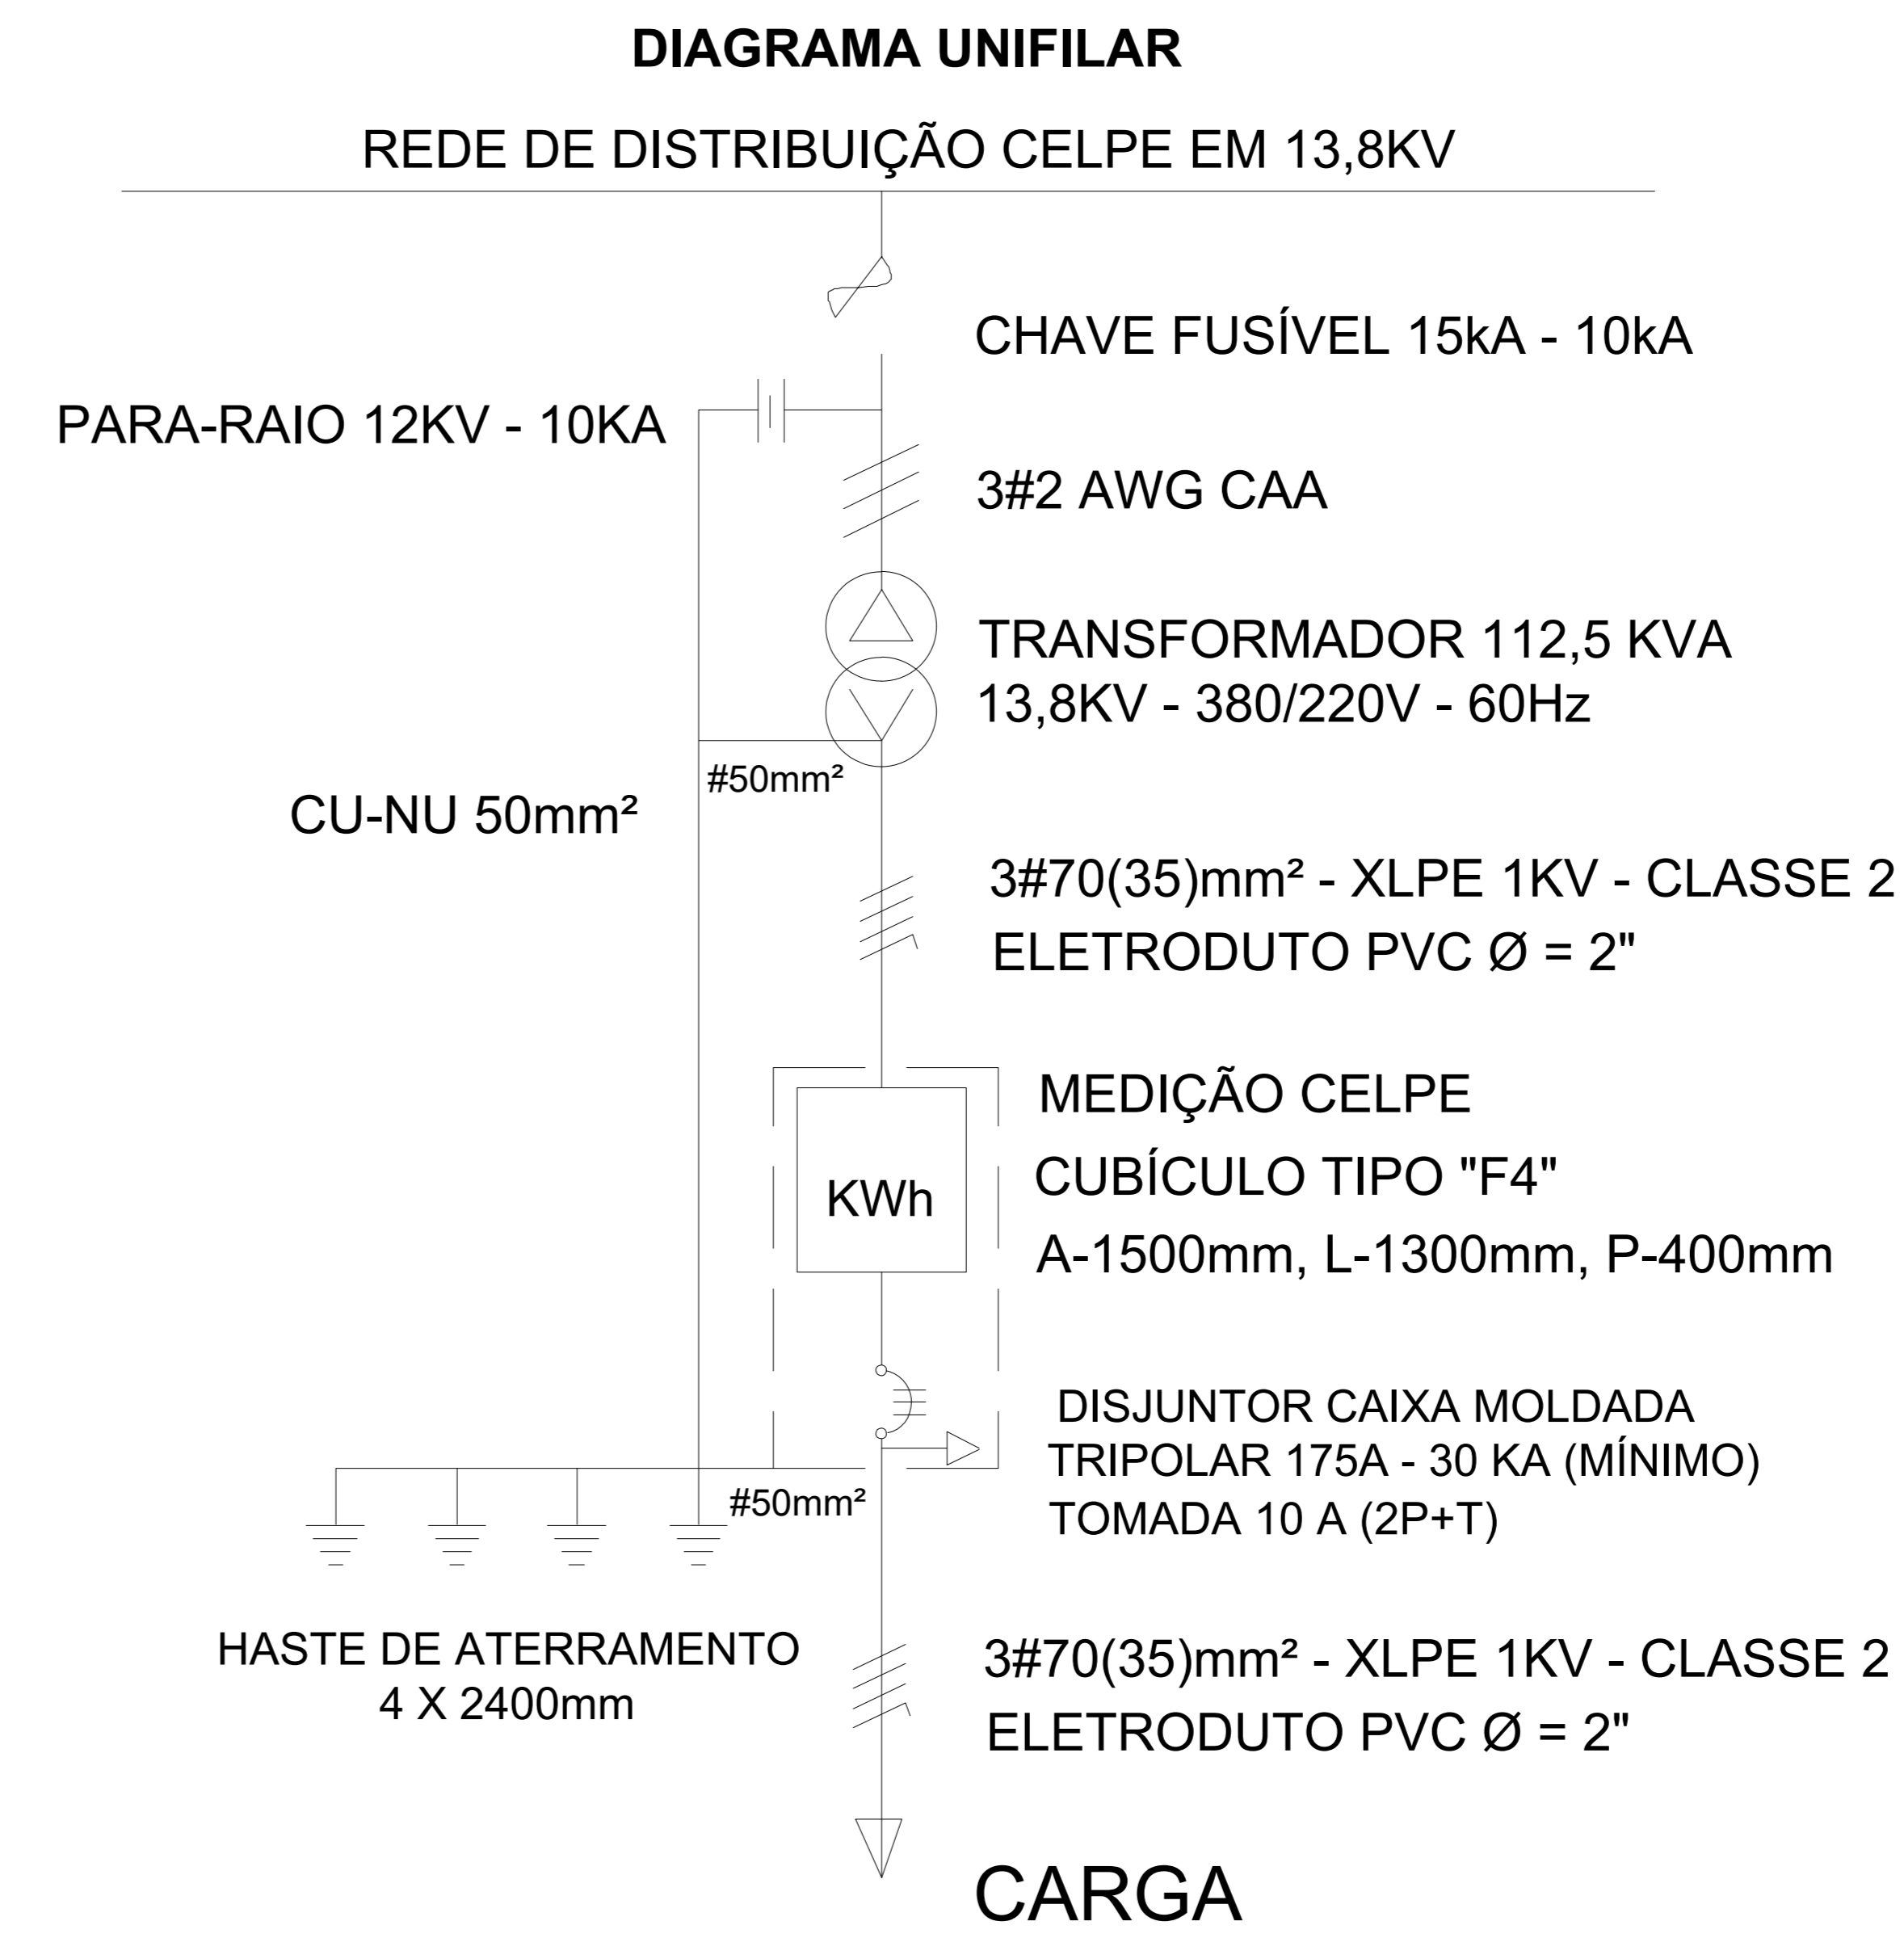 DIAGRAMA UNIFILAR
REDE DE DISTRIBUIÇÃO CELPE EM 13,8KV
CHAVE FUSÍVEL 15kA - 10kA
PARA-RAIO 12KV - 10KA
3#2 AWG CAA
TRANSFORMADOR 112,5 KVA
13,8KV - 380/220V - 60Hz
#50mm²
CU-NU 50mm²
3#70(35)mm² - XLPE 1KV - CLASSE 2
ELETRODUTO PVC Ø = 2"
MEDIÇÃO CELPE
CUBÍCULO TIPO "F4"
KWh
A-1500mm, L-1300mm, P-400mm
DISJUNTOR CAIXA MOLDADA
TRIPOLAR 175A - 30 KA (MÍNIMO)
#50mm²
TOMADA 10 A (2P+T)
HASTE DE ATERRAMENTO
4 X 2400mm
3#70(35)mm² - XLPE 1KV - CLASSE 2
ELETRODUTO PVC Ø = 2"
CARGA